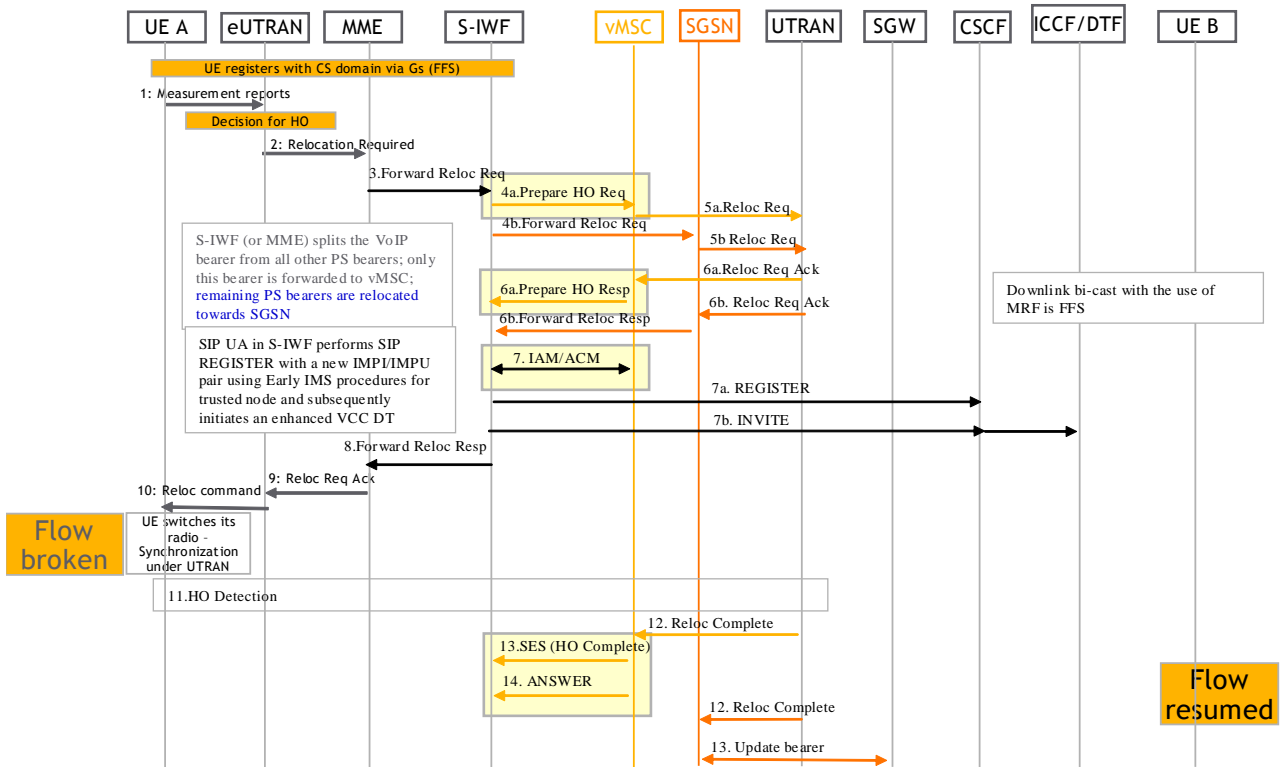 UE A
eUTRAN
MME
S-IWF
vMSC
SGSN
UTRAN
SGW
CSCF
ICCF/DTF
UE B
UE registers with CS domain via Gs (FFS)
1: Measurement reports
Decision for HO
2: Relocation Required
3.Forward Reloc Req
4a.Prepare HO Req
5a.Reloc Req
4b.Forward Reloc Req
5b Reloc Req
S-IWF (or MME) splits the VoIP
bearer from all other PS bearers; only
this bearer is forwarded to vMSC;
remaining PS bearers are relocated
towards SGSN
6a.Reloc Req Ack
6a.Prepare HO Resp
6b. Reloc Req Ack
6b.Forward Reloc Resp
Downlink bi-cast with the use of
MRF is FFS
SIP UA in S-IWF performs SIP
REGISTER with a new IMPI/IMPU
pair using Early IMS procedures for
trusted node and subsequently
initiates an enhanced VCC DT
7. IAM/ACM
7a. REGISTER
7b. INVITE
8.Forward Reloc Resp
9: Reloc Req Ack
10: Reloc command
Flow
broken
UE switches its
radio -
Synchronization
under UTRAN
11.HO Detection
12. Reloc Complete
13.SES (HO Complete)
14. ANSWER
12. Reloc Complete
13. Update bearer
Flow
resumed